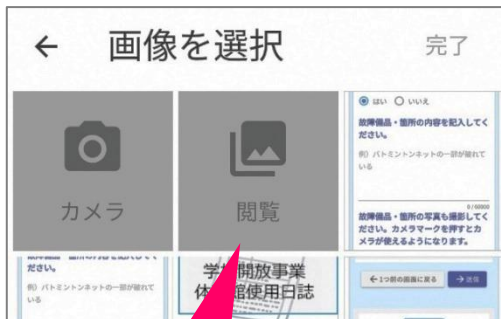 ← 画像を選択 完了
カメラ
閲覧
はい いいえ
故障備品・箇所の内容を記入してく
ださい。
例）バトミントンネットの一部が破れて
いる
0/60000
故障備品・箇所の写真も撮影してく
ださい。カメラマークを押すとカ
メラが使えるようになります。
ださい。
例）バトミントンネットの一部が破れて
いる
開放事業
館使用日誌
←1つ前の画面に戻る →送信